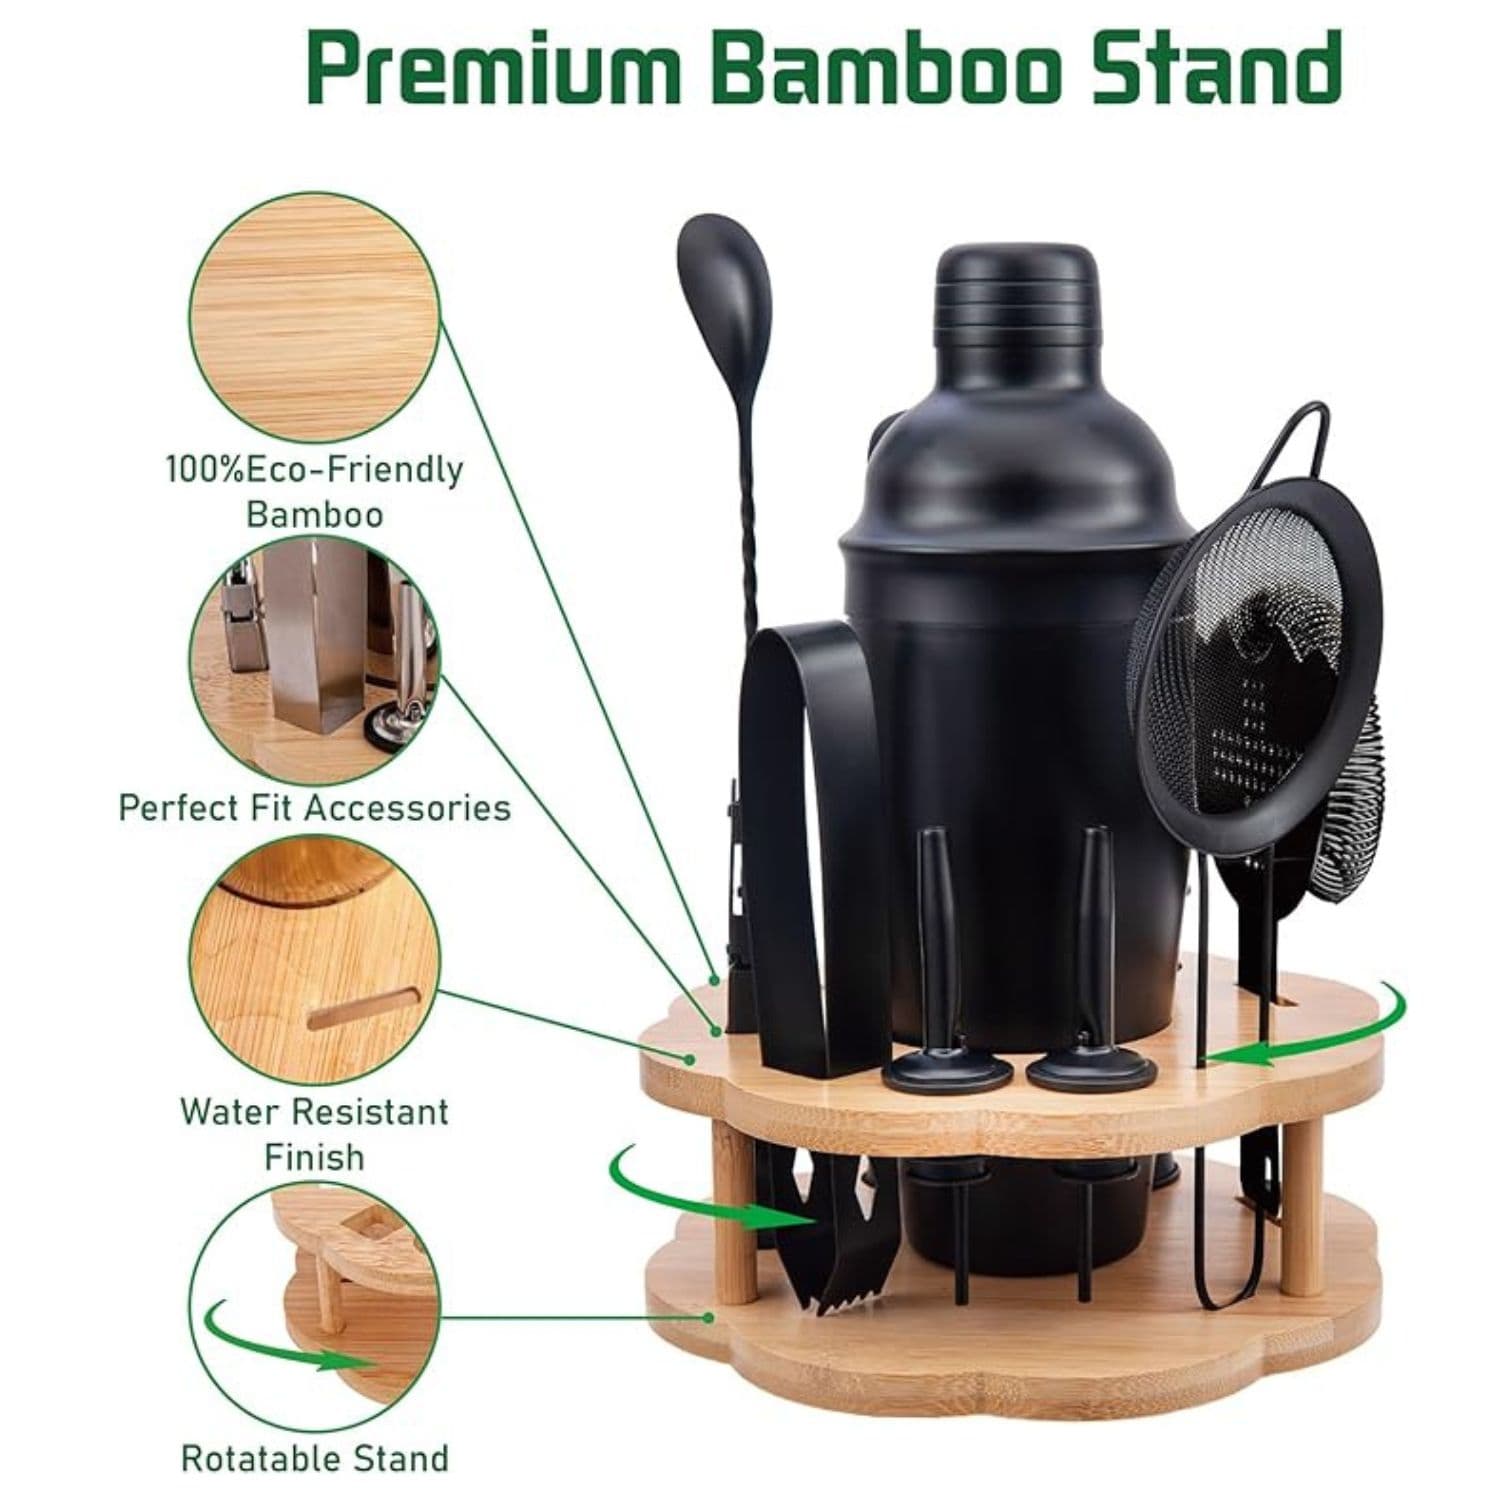 Premium Bamboo Stand
100%Eco-Friendly
Bamboo
Perfect Fit Accessories
Water Resistant
Finish
Rotatable Stand